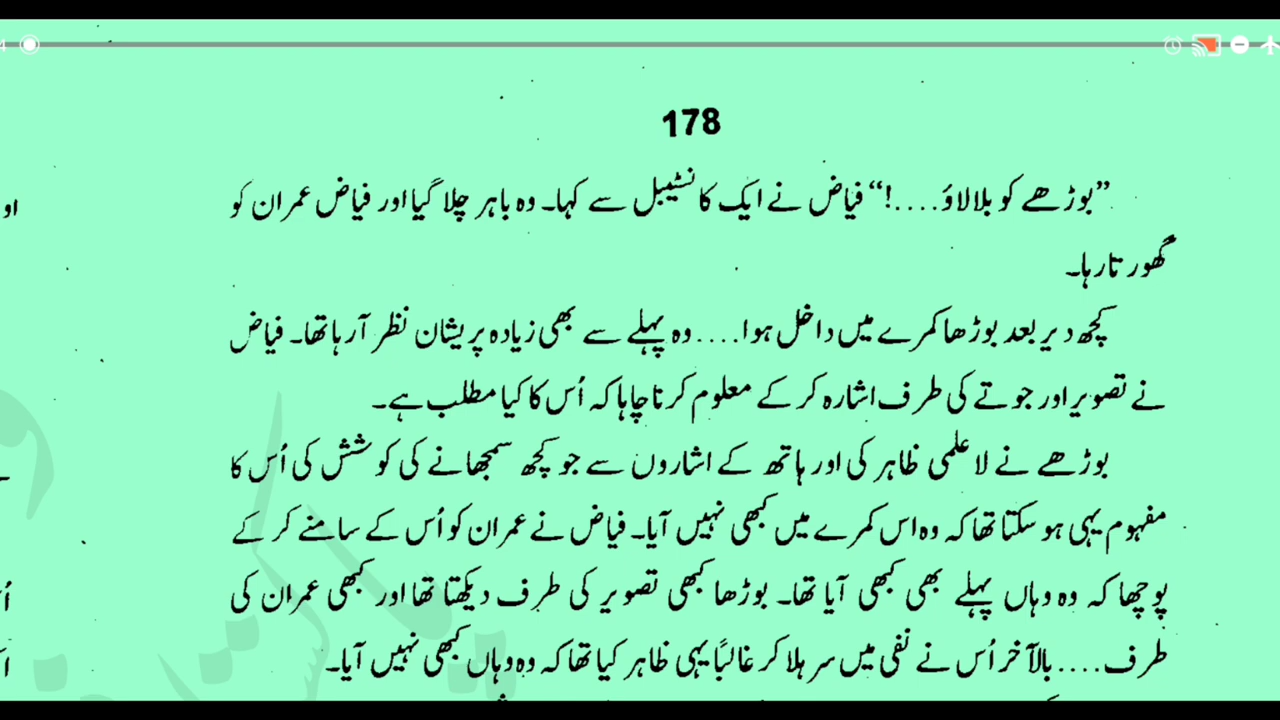 178
”بوڑھے کو بلا لاؤ....!“ فیاض نے ایک کانسٹیبل سے کہا۔ وہ باہر چلا گیا اور فیاض عمران کو
گھورتا رہا۔
کچھ دیر بعد بوڑھا کمرے میں داخل ہوا.... وہ پہلے سے بھی زیادہ پریشان نظر آرہا تھا۔ فیاض
نے تصویر اور جوتے کی طرف اشارہ کر کے معلوم کرنا چاہا کہ اُس کا کیا مطلب ہے۔
بوڑھے نے لاعلمی ظاہر کی اور ہاتھ کے اشاروں سے جو کچھ سمجھانے کی کوشش کی اُس کا
مفہوم یہی ہو سکتا تھا کہ وہ اس کمرے میں کبھی نہیں آیا۔ فیاض نے عمران کو اُس کے سامنے کر کے
پوچھا کہ وہ وہاں پہلے بھی کبھی آیا تھا۔ بوڑھا کبھی تصویر کی طرف دیکھتا تھا اور کبھی عمران کی
طرف.... بالآخر اُس نے نفی میں سر ہلا کر غالباً یہی ظاہر کیا تھا کہ وہ وہاں کبھی نہیں آیا۔